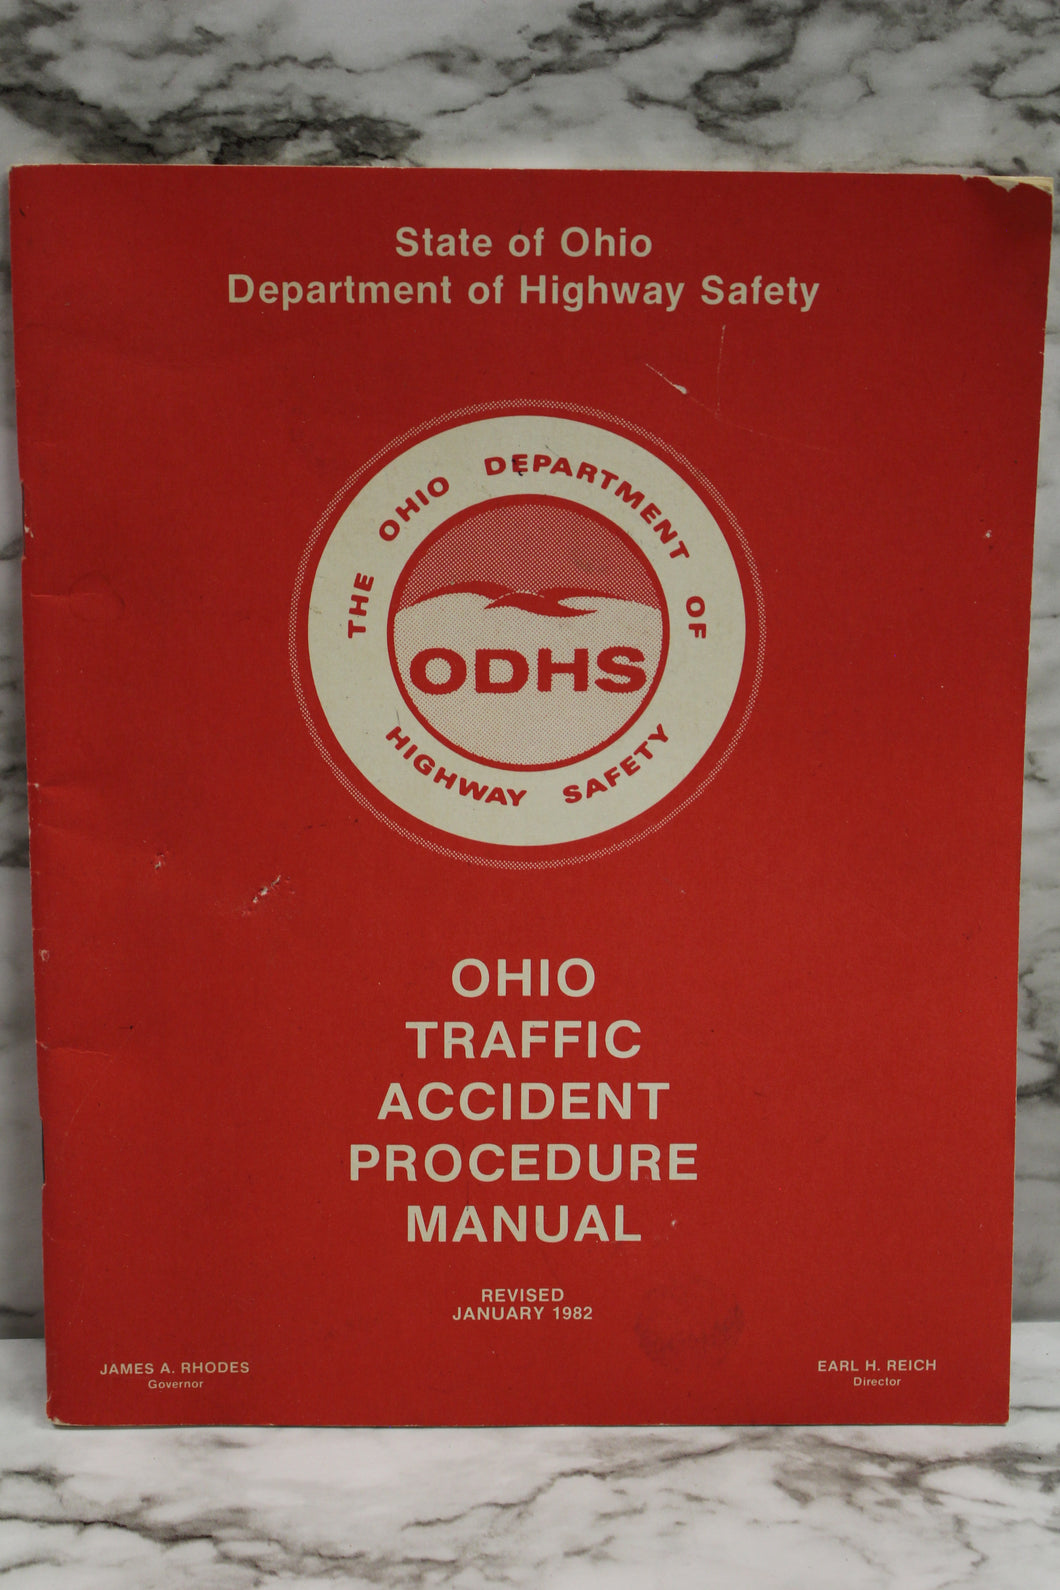 State of Ohio
Department of Highway Safety
THE OHIO DEPARTMENT OF
HIGHWAY SAFETY
ODHS
OHIO
TRAFFIC
ACCIDENT
PROCEDURE
MANUAL
REVISED
JANUARY 1982
JAMES A. RHODES
Governor
EARL H. REICH
Director